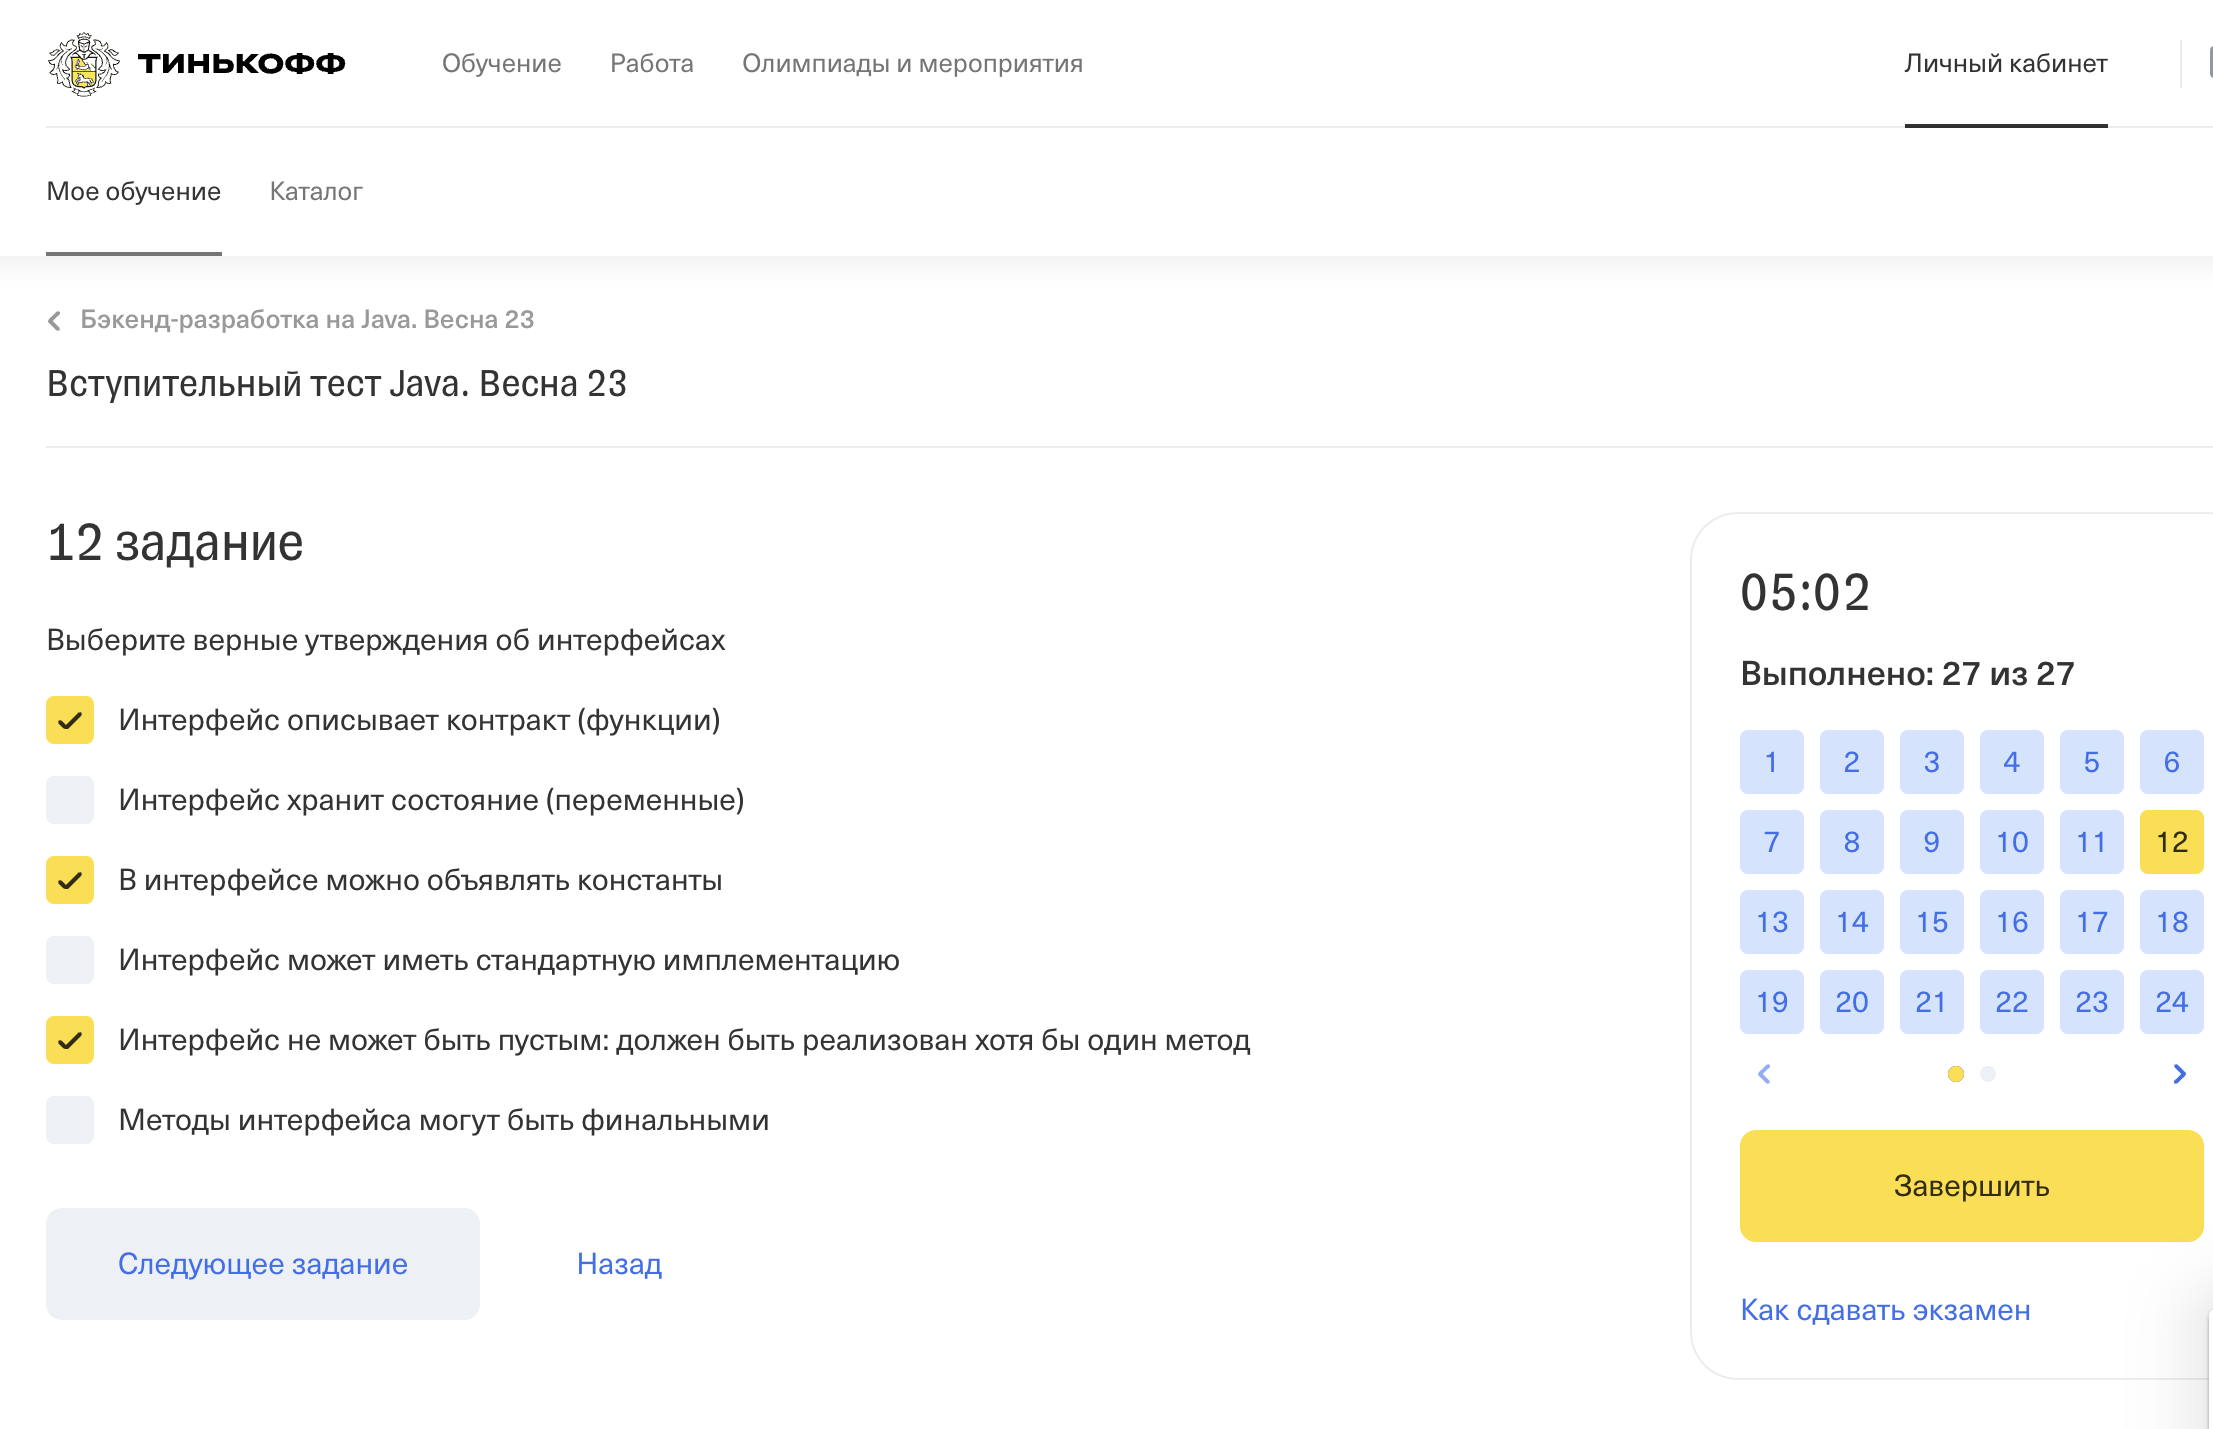 ТИНЬКОФФ
Обучение
Работа
Олимпиады и мероприятия
Личный кабинет
Мое обучение
Каталог
Бэкенд-разработка на Java. Весна 23
Вступительный тест Java. Весна 23
12 задание
Выберите верные утверждения об интерфейсах
Интерфейс описывает контракт (функции)
Интерфейс хранит состояние (переменные)
В интерфейсе можно объявлять константы
Интерфейс может иметь стандартную имплементацию
Интерфейс не может быть пустым: должен быть реализован хотя бы один метод
Методы интерфейса могут быть финальными
Следующее задание
Назад
05:02
Выполнено: 27 из 27
1 2 3 4 5 6
7 8 9 10 11 12
13 14 15 16 17 18
19 20 21 22 23 24
Завершить
Как сдавать экзамен